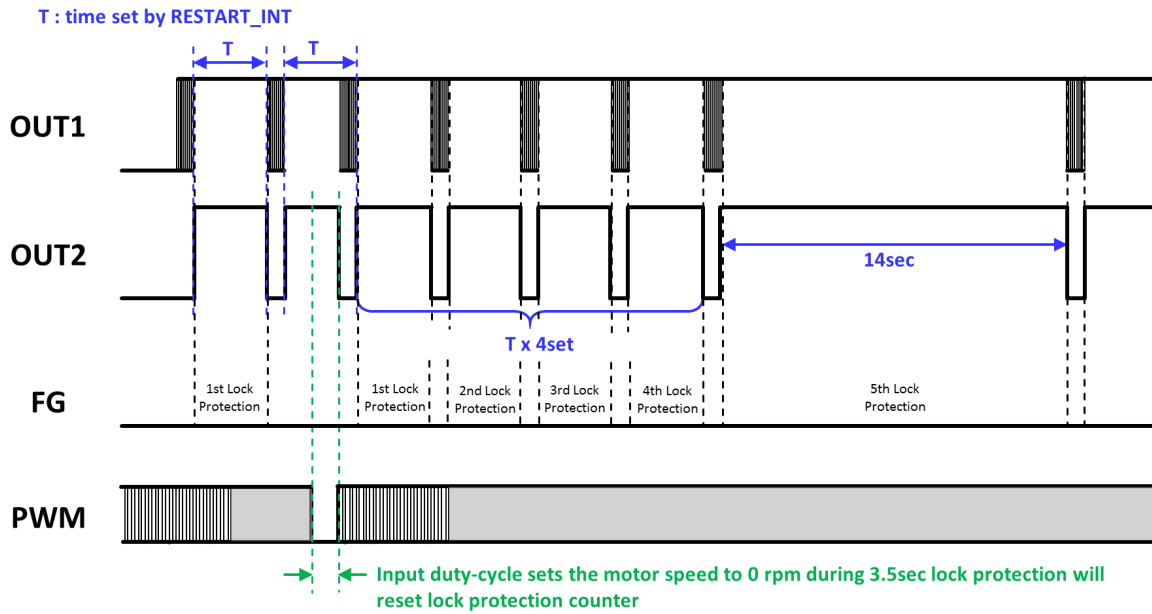 T : time set by RESTART_INT
T
T
OUT1
OUT2
14sec
T x 4set
FG
1st Lock
Protection
1st Lock
Protection
2nd Lock
Protection
3rd Lock
Protection
4th Lock
Protection
5th Lock
Protection
PWM
Input duty-cycle sets the motor speed to 0 rpm during 3.5sec lock protection will
reset lock protection counter